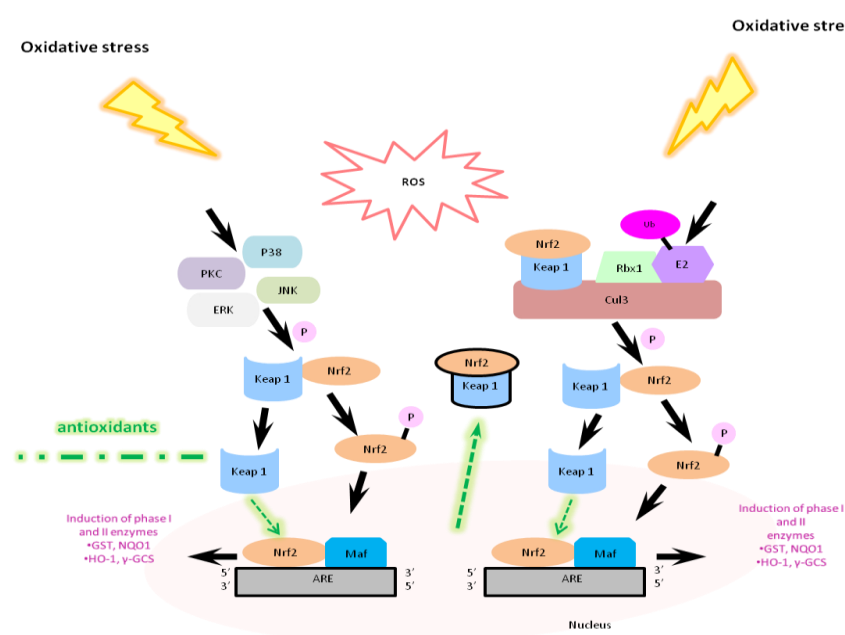 Oxidative stress
Oxidative stre
ROS
P38
PKC
JNK
ERK
P
Keap 1
Nrf2
P
Nrf2
antioxidants
Keap 1
Induction of phase I
and II enzymes
•GST, NQO1
•HO-1, γ-GCS
Nrf2
Maf
5′
3′
ARE
3′
5′
Nrf2
Keap 1
Ub
Nrf2
Keap 1
Rbx1
E2
Cul3
P
Keap 1
Nrf2
P
Nrf2
Keap 1
Nrf2
Maf
5′
3′
ARE
3′
5′
Induction of phase I
and II
enzymes
•GST, NQO1
•HO-1, γ-GCS
Nucleus